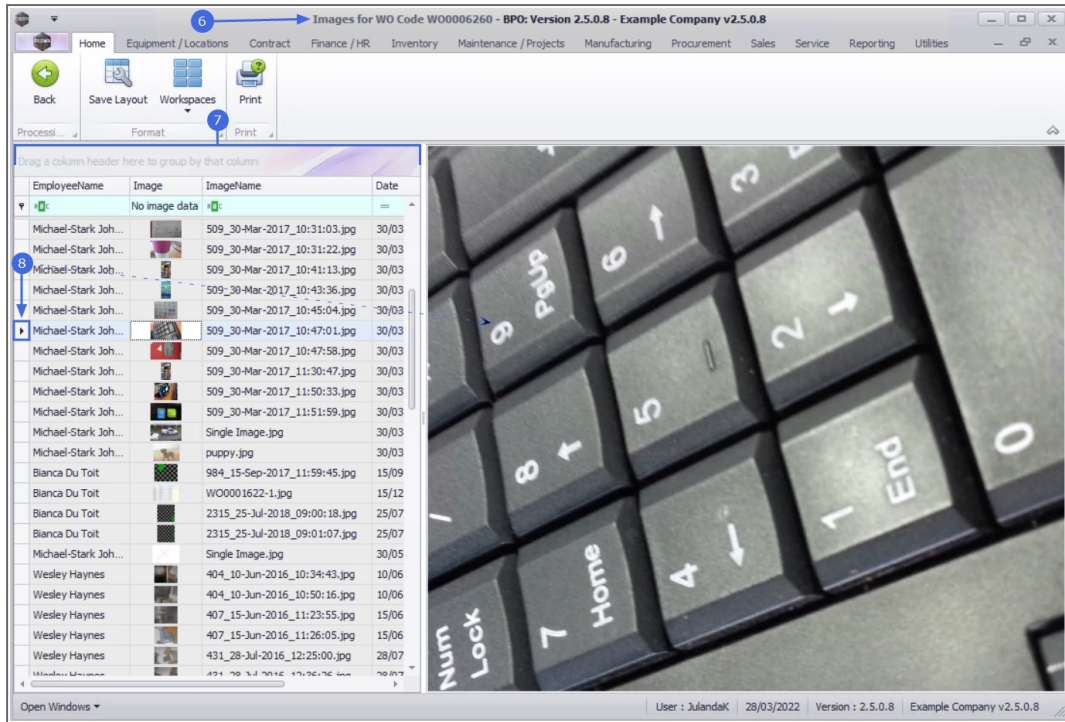 6
Images for WO Code WO0006260 - BPO: Version 2.5.0.8 - Example Company v2.5.0.8
Home Equipment / Locations Contract Finance / HR Inventory Maintenance / Projects Manufacturing Procurement Sales Service Reporting Utilities
Back Save Layout Workspaces Print
7
Processi... Format Print
Drag a column header here to group by that column
EmployeeName Image ImageName Date
No image data =
Michael-Stark Joh... 509_30-Mar-2017_10:31:03.jpg 30/03
Michael-Stark Joh... 509_30-Mar-2017_10:31:22.jpg 30/03
8
Michael-Stark Joh... 509_30-Mar-2017_10:41:13.jpg 30/03
Michael-Stark Joh... 509_30-Mar-2017_10:43:36.jpg 30/03
Michael-Stark Joh... 509_30-Mar-2017_10:45:04.jpg 30/03
Michael-Stark Joh... 509_30-Mar-2017_10:47:01.jpg 30/03
Michael-Stark Joh... 509_30-Mar-2017_10:47:58.jpg 30/03
Michael-Stark Joh... 509_30-Mar-2017_11:30:47.jpg 30/03
Michael-Stark Joh... 509_30-Mar-2017_11:50:33.jpg 30/03
Michael-Stark Joh... 509_30-Mar-2017_11:51:59.jpg 30/03
Michael-Stark Joh... Single Image.jpg 30/03
Michael-Stark Joh... puppy.jpg 30/03
Bianca Du Toit 984_15-Sep-2017_11:59:45.jpg 15/09
Bianca Du Toit WO0001622-1.jpg 15/12
Bianca Du Toit 2315_25-Jul-2018_09:00:18.jpg 25/07
Bianca Du Toit 2315_25-Jul-2018_09:01:07.jpg 25/07
Michael-Stark Joh... Single Image.jpg 30/05
Wesley Haynes 404_10-Jun-2016_10:34:43.jpg 10/06
Wesley Haynes 404_10-Jun-2016_10:50:16.jpg 10/06
Wesley Haynes 407_15-Jun-2016_11:23:55.jpg 15/06
Wesley Haynes 407_15-Jun-2016_11:26:05.jpg 15/06
Wesley Haynes 431_28-Jul-2016_12:25:00.jpg 28/07
Wesley Haynes 431_28-Jul-2016_12:26:26.jpg 28/07
Num Lock
/
7 Home
8
9 PgUp
4
5
6
1 End
2
3
0
Open Windows User : JulandaK 28/03/2022 Version : 2.5.0.8 Example Company v2.5.0.8